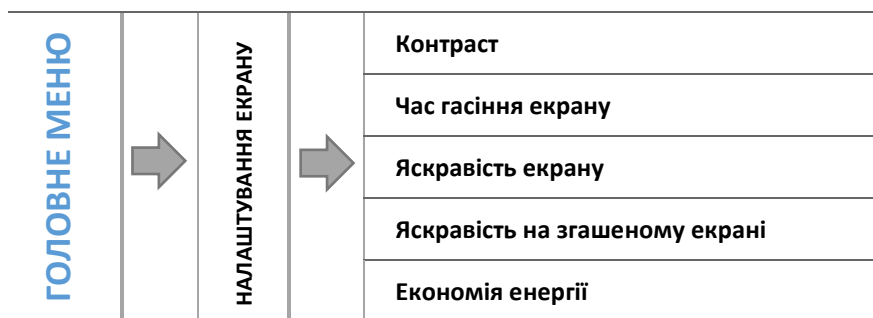 ГОЛОВНЕ МЕНЮ
НАЛАШТУВАННЯ ЕКРАНУ
Контраст
Час гасіння екрану
Яскравість екрану
Яскравість на згашеному екрані
Економія енергії